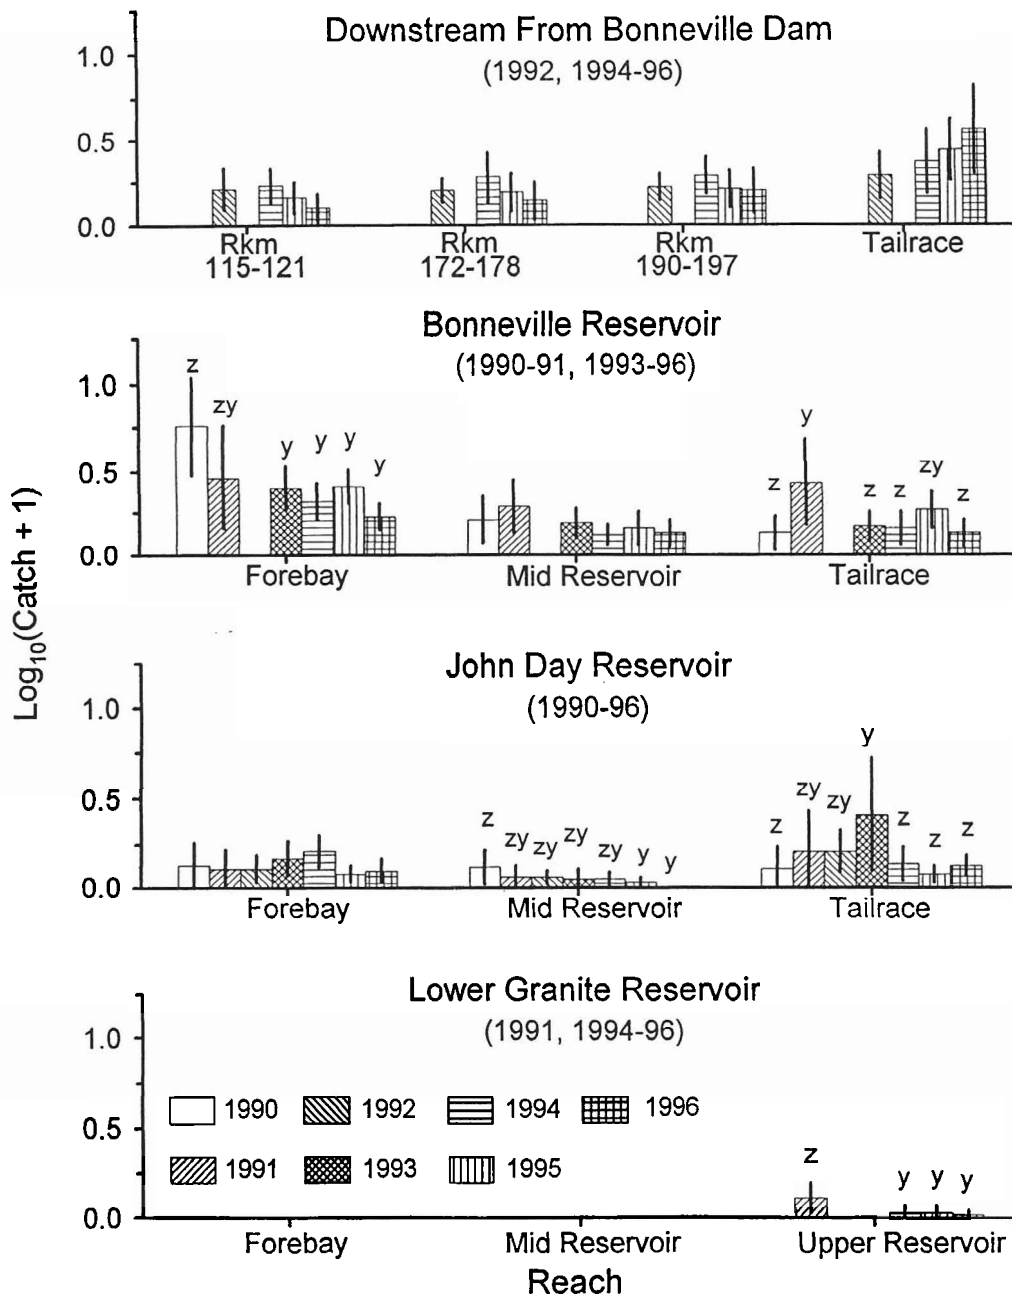 Downstream From Bonneville Dam
(1992, 1994-96)
1.0
0.5
0.0
Rkm 115-121
Rkm 172-178
Rkm 190-197
Tailrace
Bonneville Reservoir
(1990-91, 1993-96)
1.0
0.5
0.0
z
zy
y
y
y
y
z
y
z
z
zy
z
Forebay
Mid Reservoir
Tailrace
Log10(Catch + 1)
John Day Reservoir
(1990-96)
1.0
0.5
0.0
z
zy
zy
zy
zy
y
y
z
zy
zy
y
z
z
z
Forebay
Mid Reservoir
Tailrace
Lower Granite Reservoir
(1991, 1994-96)
1.0
0.5
0.0
1990
1992
1994
1996
1991
1993
1995
z
y
y
y
Forebay
Mid Reservoir
Upper Reservoir
Reach